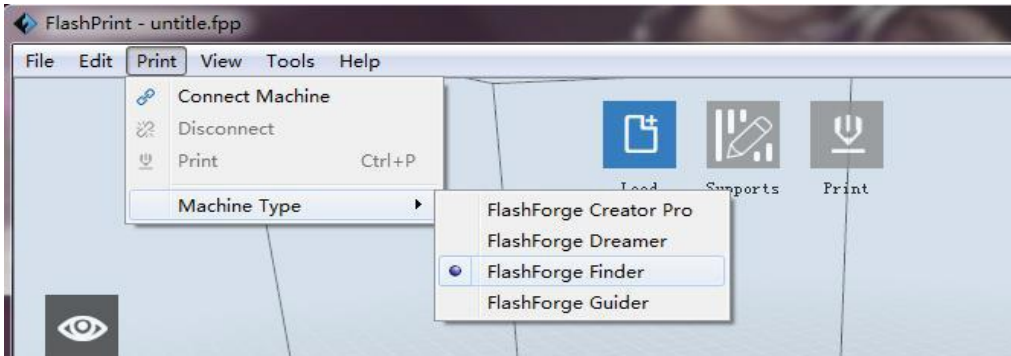 FlashPrint - untitle.fpp
File Edit Print View Tools Help
Connect Machine
Disconnect
Print Ctrl+P
Machine Type
Load Supports Print
FlashForge Creator Pro
FlashForge Dreamer
FlashForge Finder
FlashForge Guider